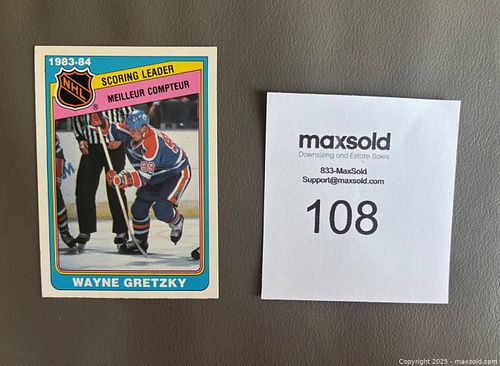 1983-84
NHL
®
SCORING LEADER
MEILLEUR COMPTEUR
99
WAYNE GRETZKY
maxsold
Downsizing and Estate Sales
833-MaxSold
Support@maxsold.com
108
Copyright © 2025 - maxsold.com